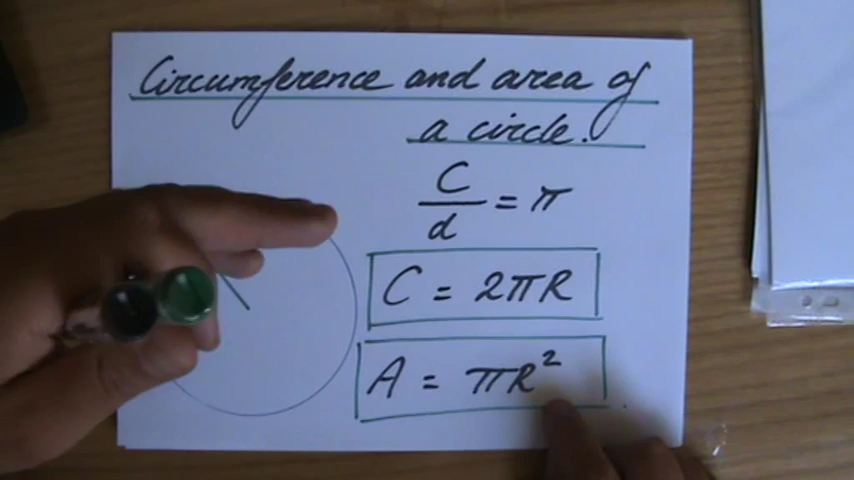 Circumference and area of
a circle.
C/d = π
C = 2πR
A = πR²